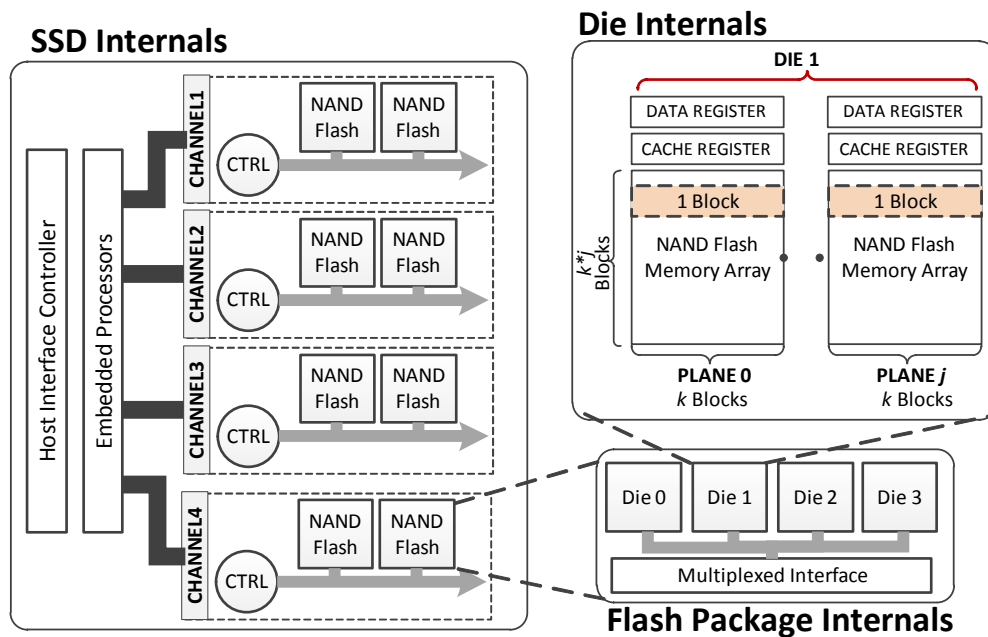 SSD Internals
Host Interface Controller
Embedded Processors
CHANNEL1
CTRL
NAND
Flash
NAND
Flash
CHANNEL2
CTRL
NAND
Flash
NAND
Flash
CHANNEL3
CTRL
NAND
Flash
NAND
Flash
CHANNEL4
CTRL
NAND
Flash
NAND
Flash
Die Internals
DIE 1
DATA REGISTER
CACHE REGISTER
1 Block
NAND Flash
Memory Array
k*j
Blocks
PLANE 0
k Blocks
DATA REGISTER
CACHE REGISTER
1 Block
NAND Flash
Memory Array
PLANE j
k Blocks
Die 0
Die 1
Die 2
Die 3
Multiplexed Interface
Flash Package Internals